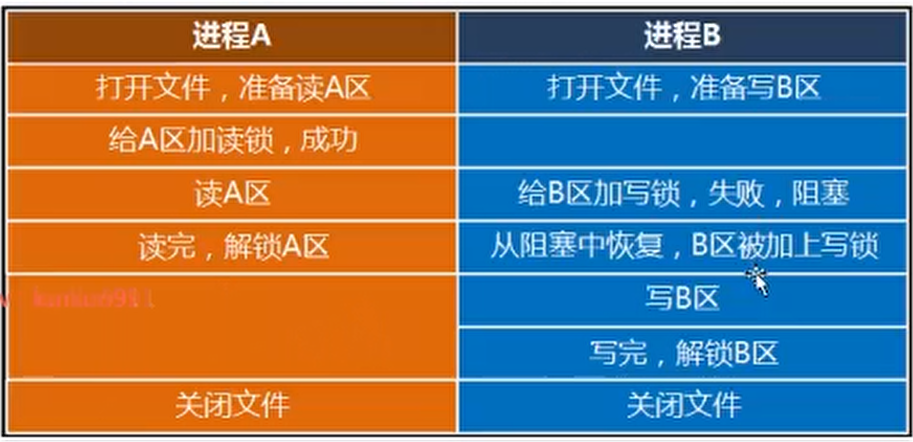 进程A
进程B
打开文件，准备读A区
打开文件，准备写B区
给A区加读锁，成功
读A区
给B区加写锁，失败，阻塞
读完，解锁A区
从阻塞中恢复，B区被加上写锁
写B区
写完，解锁B区
关闭文件
关闭文件